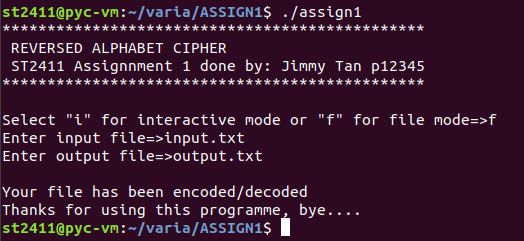 st2411@pyc-vm:~/varia/ASSIGN1$ ./assign1
***********************************************
REVERSED ALPHABET CIPHER
ST2411 Assignnment 1 done by: Jimmy Tan p12345
***********************************************
Select "i" for interactive mode or "f" for file mode=>f
Enter input file=>input.txt
Enter output file=>output.txt
Your file has been encoded/decoded
Thanks for using this programme, bye....
st2411@pyc-vm:~/varia/ASSIGN1$